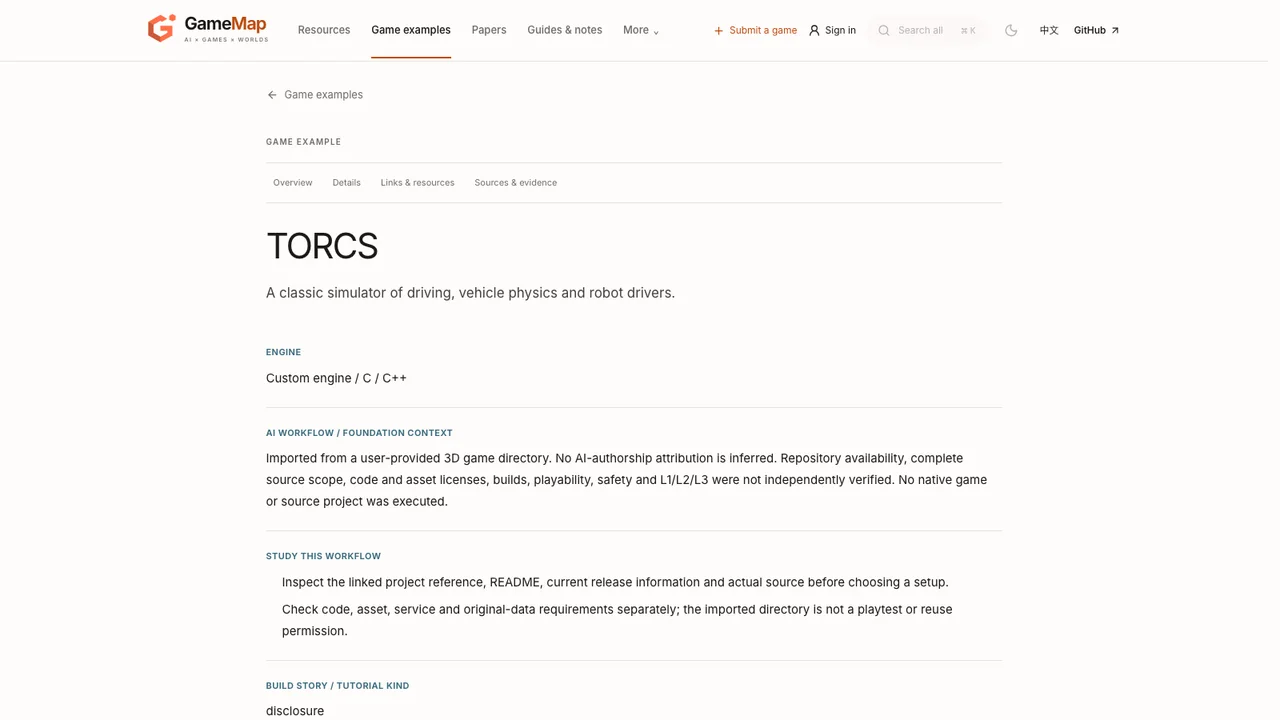 GameMap
AI × GAMES × WORLDS
Resources
Game examples
Papers
Guides & notes
More
+ Submit a game
Sign in
Search all
⌘ K
中文
GitHub ↗
← Game examples
GAME EXAMPLE
Overview
Details
Links & resources
Sources & evidence
TORCS
A classic simulator of driving, vehicle physics and robot drivers.
ENGINE
Custom engine / C / C++
AI WORKFLOW / FOUNDATION CONTEXT
Imported from a user-provided 3D game directory. No AI-authorship attribution is inferred. Repository availability, complete
source scope, code and asset licenses, builds, playability, safety and L1/L2/L3 were not independently verified. No native game
or source project was executed.
STUDY THIS WORKFLOW
Inspect the linked project reference, README, current release information and actual source before choosing a setup.
Check code, asset, service and original-data requirements separately; the imported directory is not a playtest or reuse
permission.
BUILD STORY / TUTORIAL KIND
disclosure